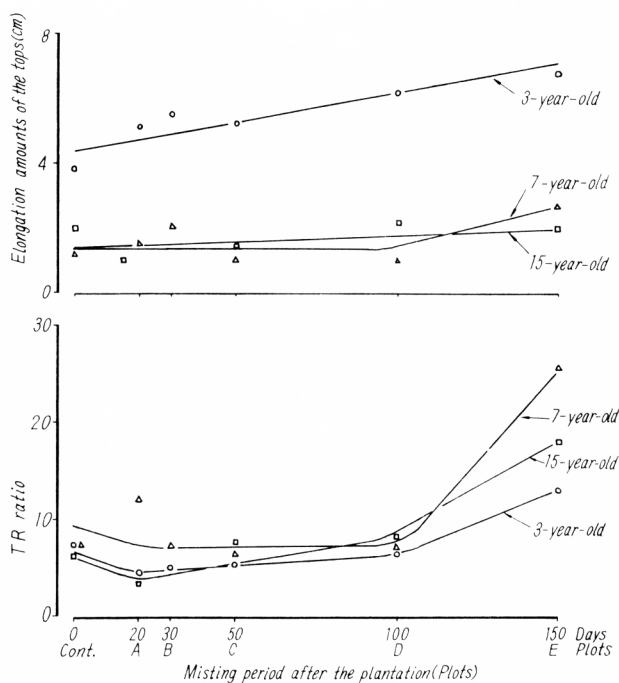 Elongation amounts of the tops(cm)
8
4
0
3-year-old
7-year-old
15-year-old
TR ratio
30
20
10
0
7-year-old
15-year-old
3-year-old
0 20 30 50 100 150 Days
Cont. A B C D E Plots
Misting period after the plantation(Plots)